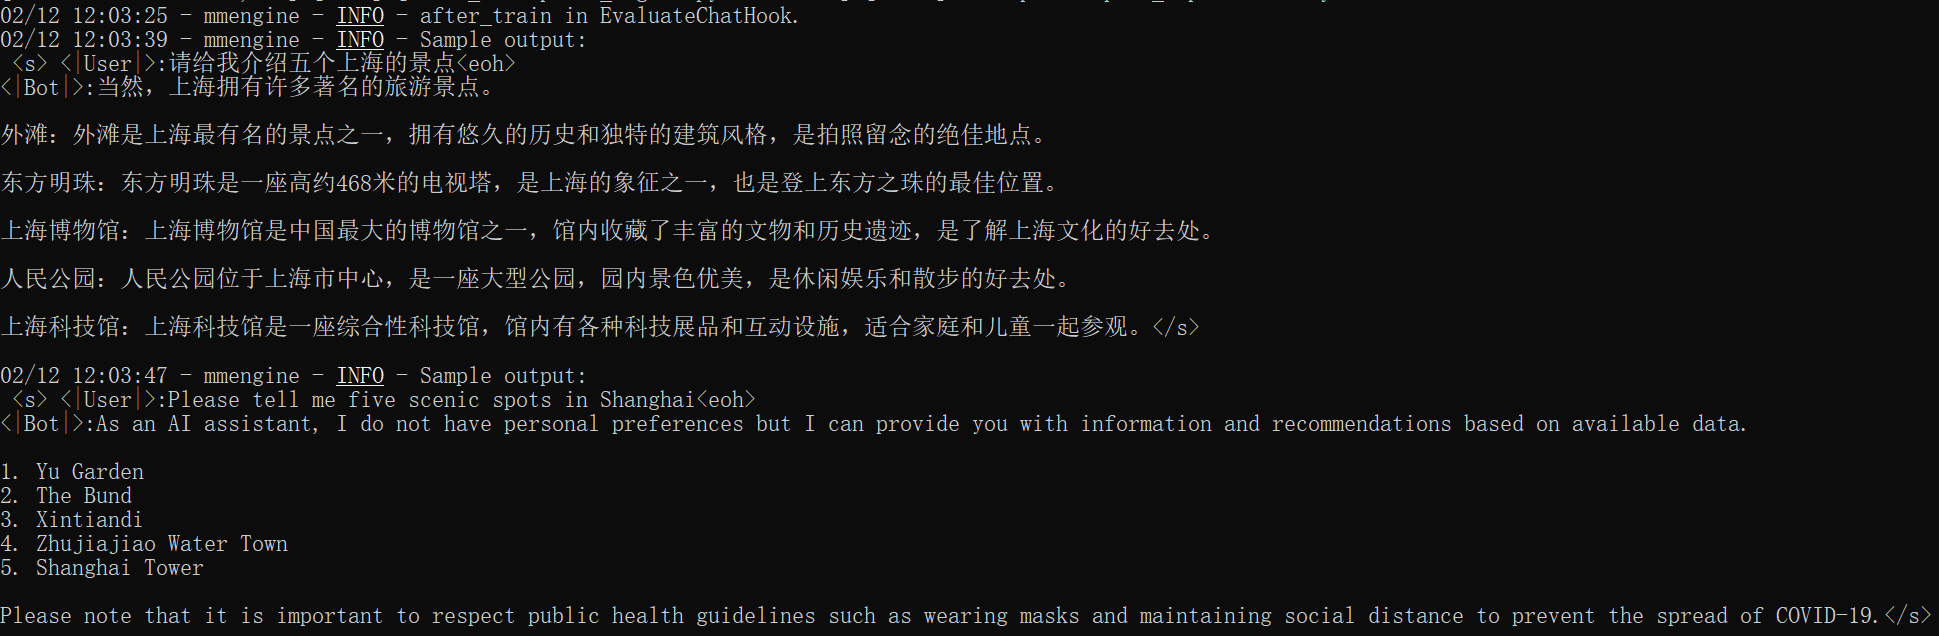 02/12 12:03:25 - mmengine - INFO - after_train in EvaluateChatHook.
02/12 12:03:39 - mmengine - INFO - Sample output:
<s> <|User|>:请给我介绍五个上海的景点<eoh>
<|Bot|>:当然，上海拥有许多著名的旅游景点。
外滩：外滩是上海最有名的景点之一，拥有悠久的历史和独特的建筑风格，是拍照留念的绝佳地点。
东方明珠：东方明珠是一座高约468米的电视塔，是上海的象征之一，也是登上东方之珠的最佳位置。
上海博物馆：上海博物馆是中国最大的博物馆之一，馆内收藏了丰富的文物和历史遗迹，是了解上海文化的好去处。
人民公园：人民公园位于上海市中心，是一座大型公园，园内景色优美，是休闲娱乐和散步的好去处。
上海科技馆：上海科技馆是一座综合性科技馆，馆内有各种科技展品和互动设施，适合家庭和儿童一起参观。</s>
02/12 12:03:47 - mmengine - INFO - Sample output:
<s> <|User|>:Please tell me five scenic spots in Shanghai<eoh>
<|Bot|>:As an AI assistant, I do not have personal preferences but I can provide you with information and recommendations based on available data.
1. Yu Garden
2. The Bund
3. Xintiandi
4. Zhujiajiao Water Town
5. Shanghai Tower
Please note that it is important to respect public health guidelines such as wearing masks and maintaining social distance to prevent the spread of COVID-19.</s>